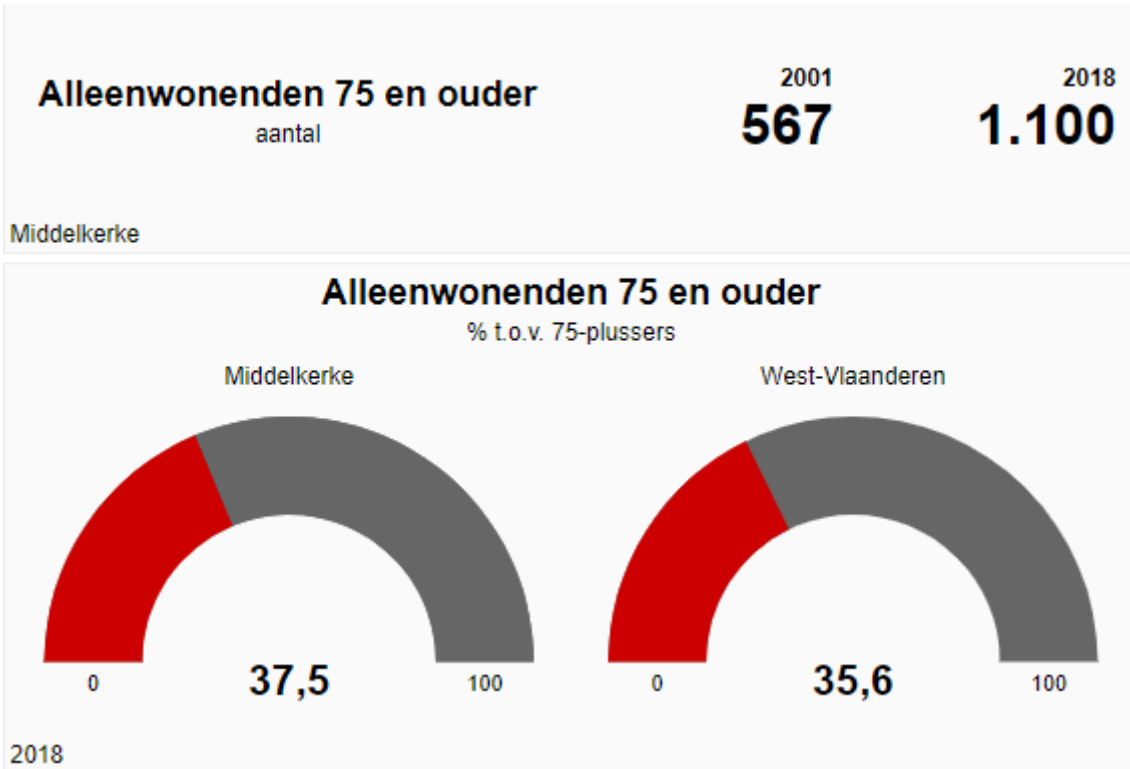 Alleenwonenden 75 en ouder
aantal
2001
567
2018
1.100
Middelkerke
Alleenwonenden 75 en ouder
% t.o.v. 75-plussers
Middelkerke
0
37,5
100
West-Vlaanderen
0
35,6
100
2018